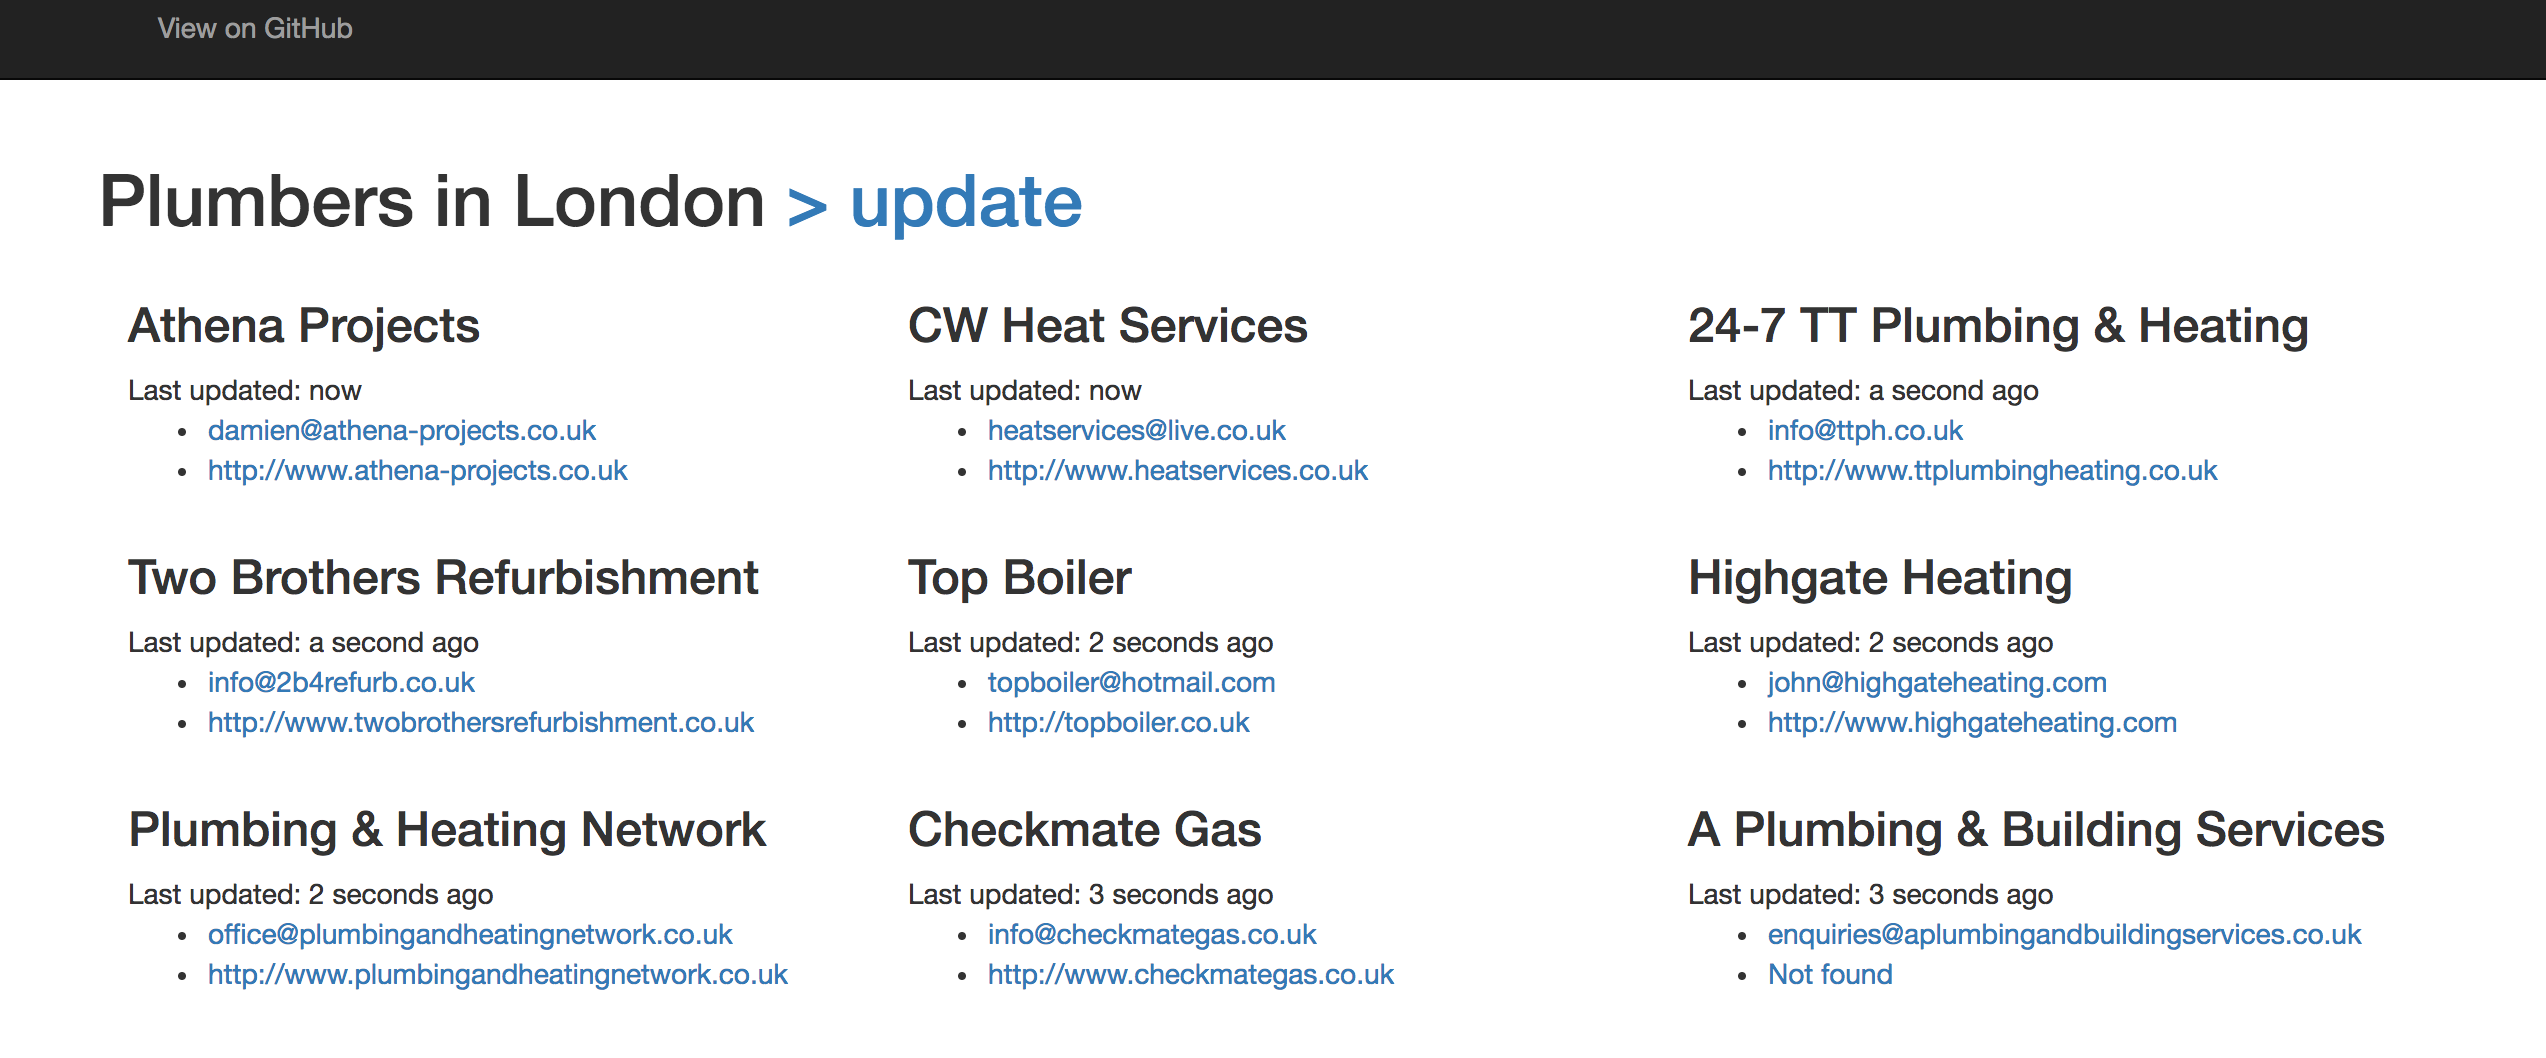 View on GitHub
Plumbers in London > update
Athena Projects
Last updated: now
damien@athena-projects.co.uk
http://www.athena-projects.co.uk
CW Heat Services
Last updated: now
heatservices@live.co.uk
http://www.heatservices.co.uk
24-7 TT Plumbing & Heating
Last updated: a second ago
info@ttph.co.uk
http://www.ttplumbingheating.co.uk
Two Brothers Refurbishment
Last updated: a second ago
info@2b4refurb.co.uk
http://www.twobrothersrefurbishment.co.uk
Top Boiler
Last updated: 2 seconds ago
topboiler@hotmail.com
http://topboiler.co.uk
Highgate Heating
Last updated: 2 seconds ago
john@highgateheating.com
http://www.highgateheating.com
Plumbing & Heating Network
Last updated: 2 seconds ago
office@plumbingandheatingnetwork.co.uk
http://www.plumbingandheatingnetwork.co.uk
Checkmate Gas
Last updated: 3 seconds ago
info@checkmategas.co.uk
http://www.checkmategas.co.uk
A Plumbing & Building Services
Last updated: 3 seconds ago
enquiries@aplumbingandbuildingservices.co.uk
Not found